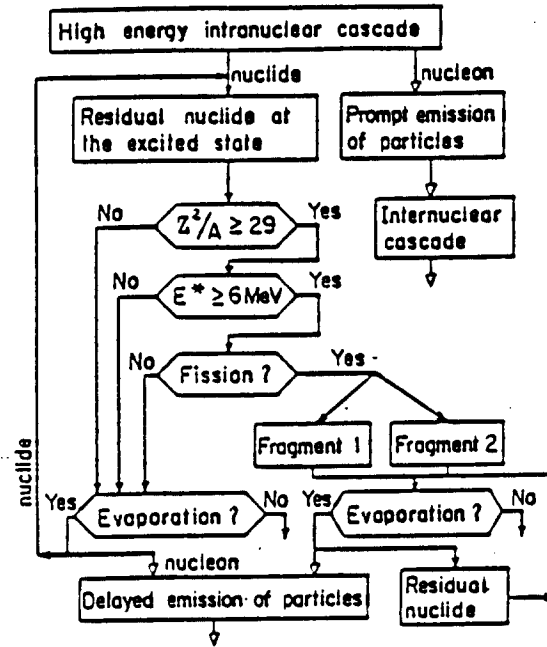 High energy intranuclear cascade
nuclide
nucleon
Residual nuclide at
the excited state
Prompt emission
of particles
No
Z²/A ≥ 29
Yes
Internuclear
cascade
No
E* ≥ 6 MeV
Yes
No
Fission ?
Yes
Fragment 1
Fragment 2
nuclide
Yes
Evaporation ?
No
Yes
Evaporation ?
No
nucleon
Delayed emission of particles
Residual
nuclide